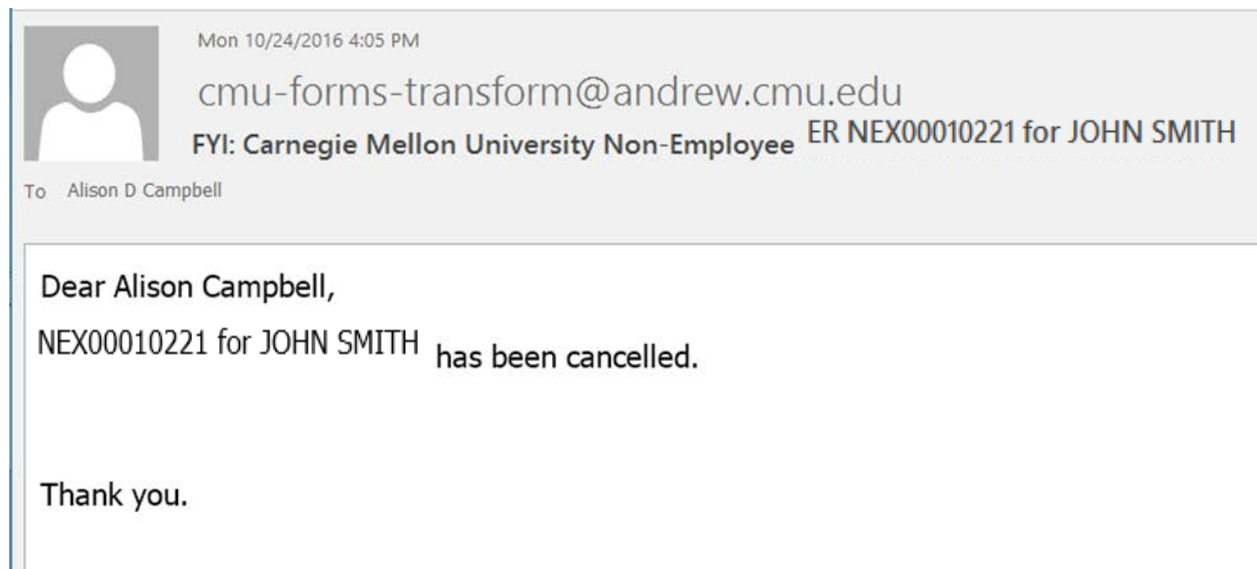 Mon 10/24/2016 4:05 PM
cmu-forms-transform@andrew.cmu.edu
FYI: Carnegie Mellon University Non-Employee ER NEX00010221 for JOHN SMITH
To Alison D Campbell
Dear Alison Campbell,
NEX00010221 for JOHN SMITH has been cancelled.
Thank you.